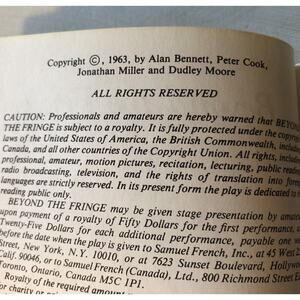 Copyright ©, 1963, by Alan Bennett, Peter Cook,
Jonathan Miller and Dudley Moore
ALL RIGHTS RESERVED
CAUTION: Professionals and amateurs are hereby warned that BEYOND
THE FRINGE is subject to a royalty. It is fully protected under the copyright
laws of the United States of America, the British Commonwealth, including
Canada, and all other countries of the Copyright Union. All rights, including
professional, amateur, motion pictures, recitation, lecturing, public reading
radio broadcasting, television, and the rights of translation into foreign
languages are strictly reserved. In its present form the play is dedicated to
reading public only.
BEYOND THE FRINGE may be given stage presentation by amateurs
upon payment of a royalty of Fifty Dollars for the first performance,
Twenty-Five Dollars for each additional performance, payable one week
before the date when the play is given to Samuel French, Inc., at 45 West
Street, New York, N.Y. 10010, or at 7623 Sunset Boulevard, Hollywood
Calif. 90046, or to Samuel French (Canada), Ltd., 800 Richmond Street
Toronto, Ontario, Canada M5C 1P1.
Royalty of the required amount